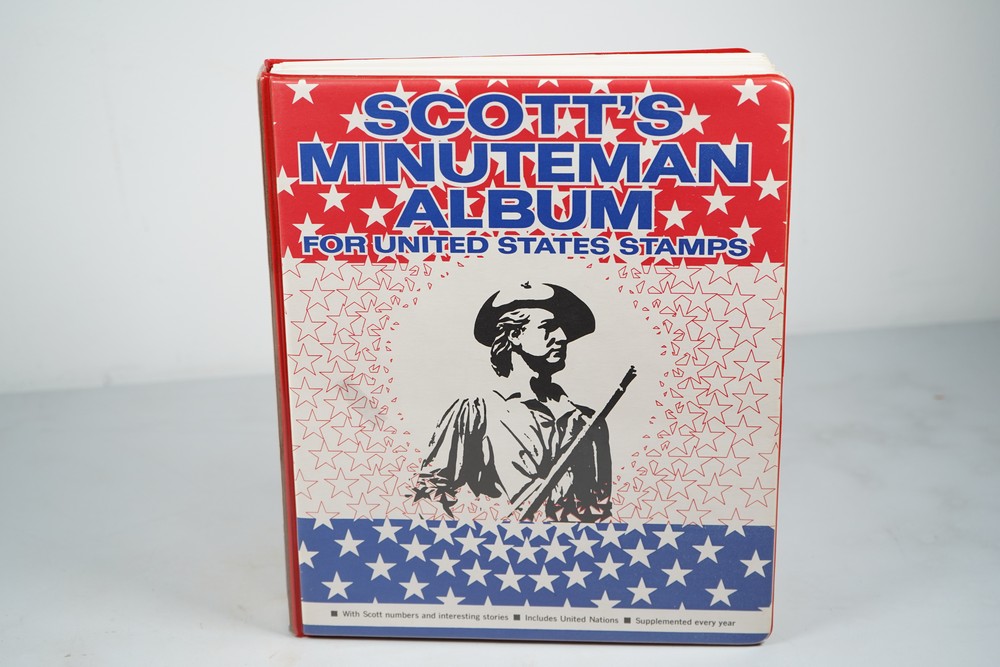 SCOTT'S
MINUTEMAN
ALBUM
FOR UNITED STATES STAMPS
■ With Scott numbers and interesting stories ■ Includes United Nations ■ Supplemented every year